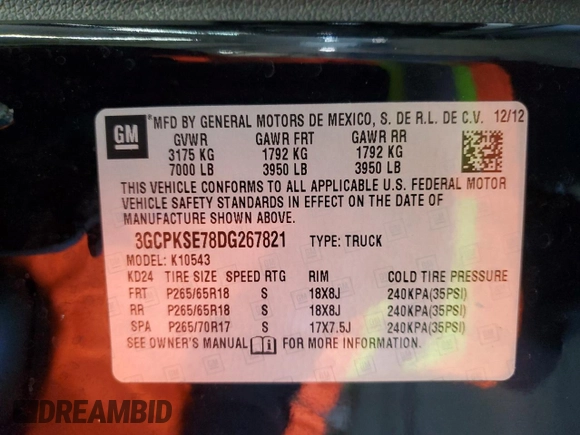 GM *MFD BY GENERAL MOTORS DE MEXICO, S. DE R.L. DE C.V. 12/12
GVWR GAWR FRT GAWR RR
3175 KG 1792 KG 1792 KG
7000 LB 3950 LB 3950 LB
THIS VEHICLE CONFORMS TO ALL APPLICABLE U.S. FEDERAL MOTOR
VEHICLE SAFETY STANDARDS IN EFFECT ON THE DATE OF
MANUFACTURE SHOWN ABOVE.
3GCPKSE78DG267821 TYPE: TRUCK
MODEL: K10543
KD24 TIRE SIZE SPEED RTG RIM COLD TIRE PRESSURE
FRT P265/65R18 S 18X8J 240KPA(35PSI)
RR P265/65R18 S 18X8J 240KPA(35PSI)
SPA P265/70R17 S 17X7.5J 240KPA(35PSI)
SEE OWNER'S MANUAL FOR MORE INFORMATION.
DREAMBID